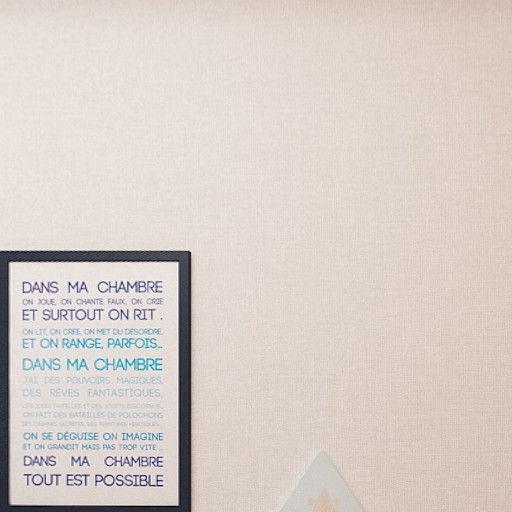 DANS MA CHAMBRE
ON JOUE, ON CHANTE FAUX, ON CRIE
ET SURTOUT ON RIT .
ON LIT, ON CRÉE, ON MET DU DÉSORDRE,
ET ON RANGE, PARFOIS...
DANS MA CHAMBRE
J'AI DES POUVOIRS MAGIQUES,
DES RÊVES FANTASTIQUES.
ON FAIT DES BATAILLES DE POLOCHONS
ON SE DÉGUISE ON IMAGINE
ET ON GRANDIT MAIS PAS TROP VITE ...
DANS MA CHAMBRE
TOUT EST POSSIBLE